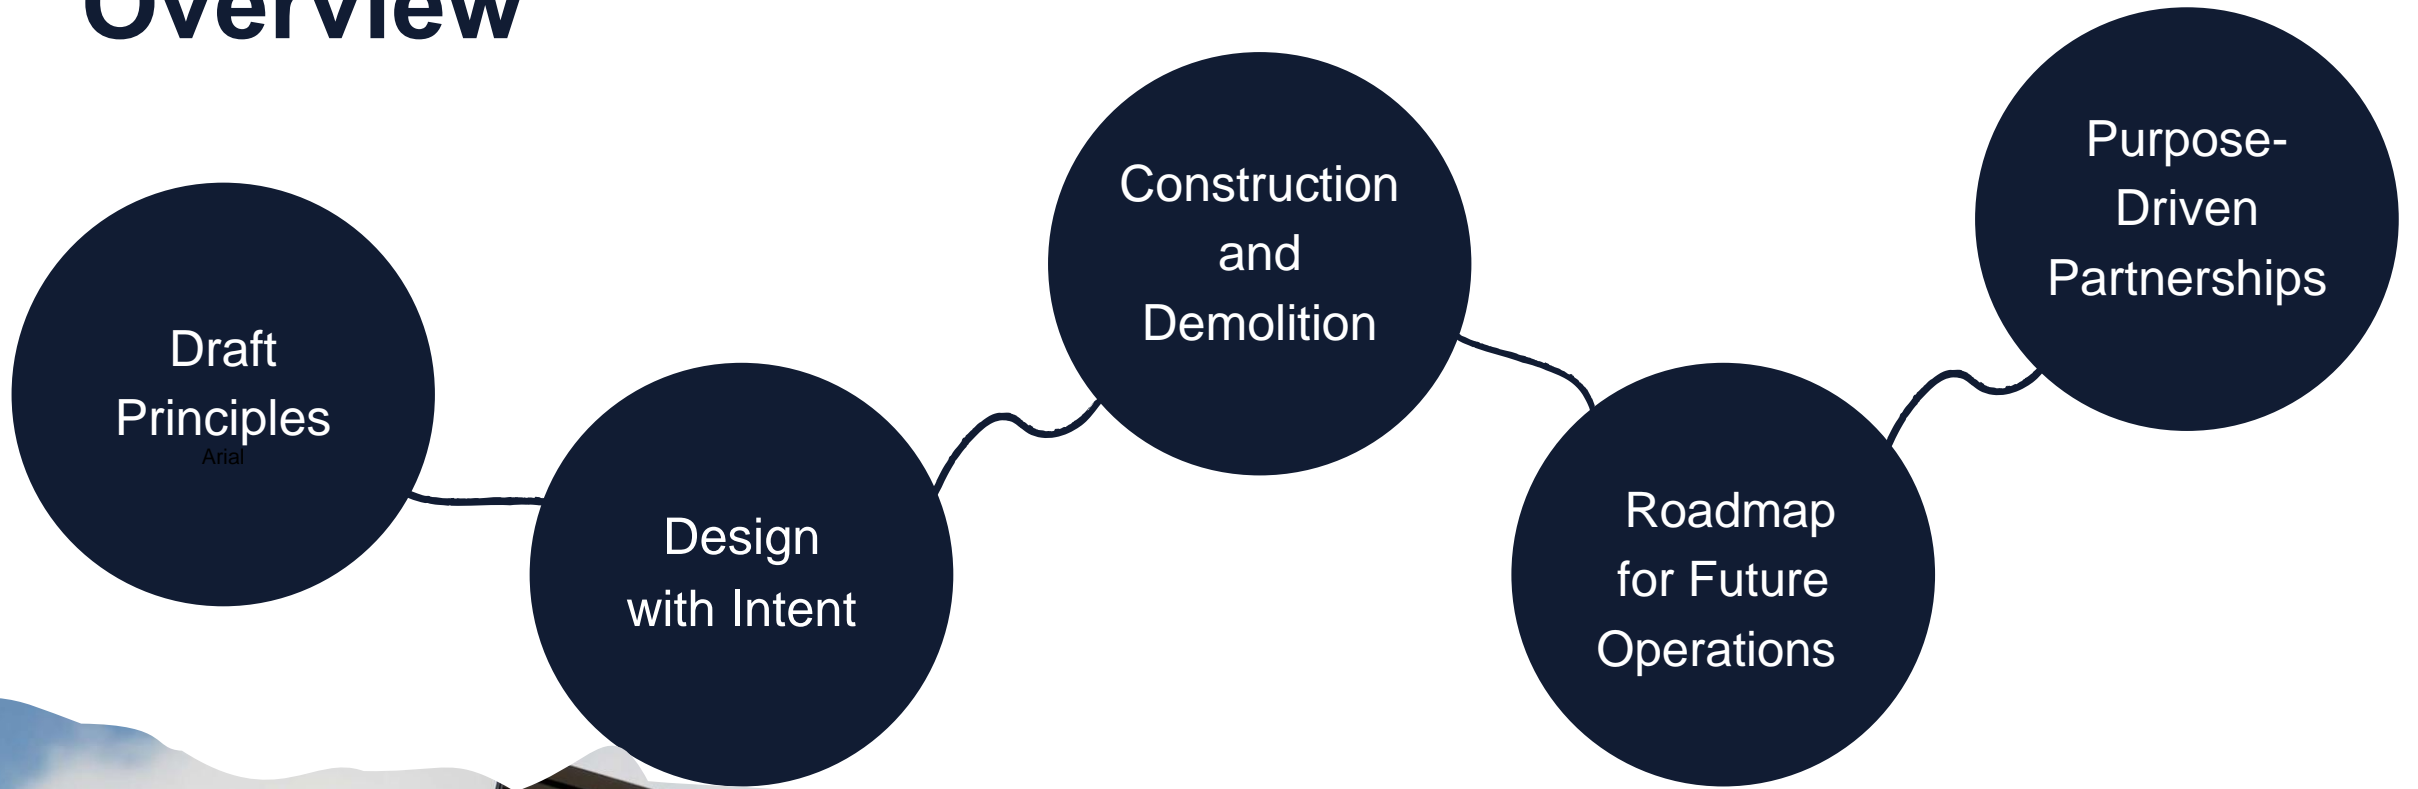 Overview
Draft
Principles
Arial
Design
with Intent
Construction
and
Demolition
Roadmap
for Future
Operations
Purpose-
Driven
Partnerships